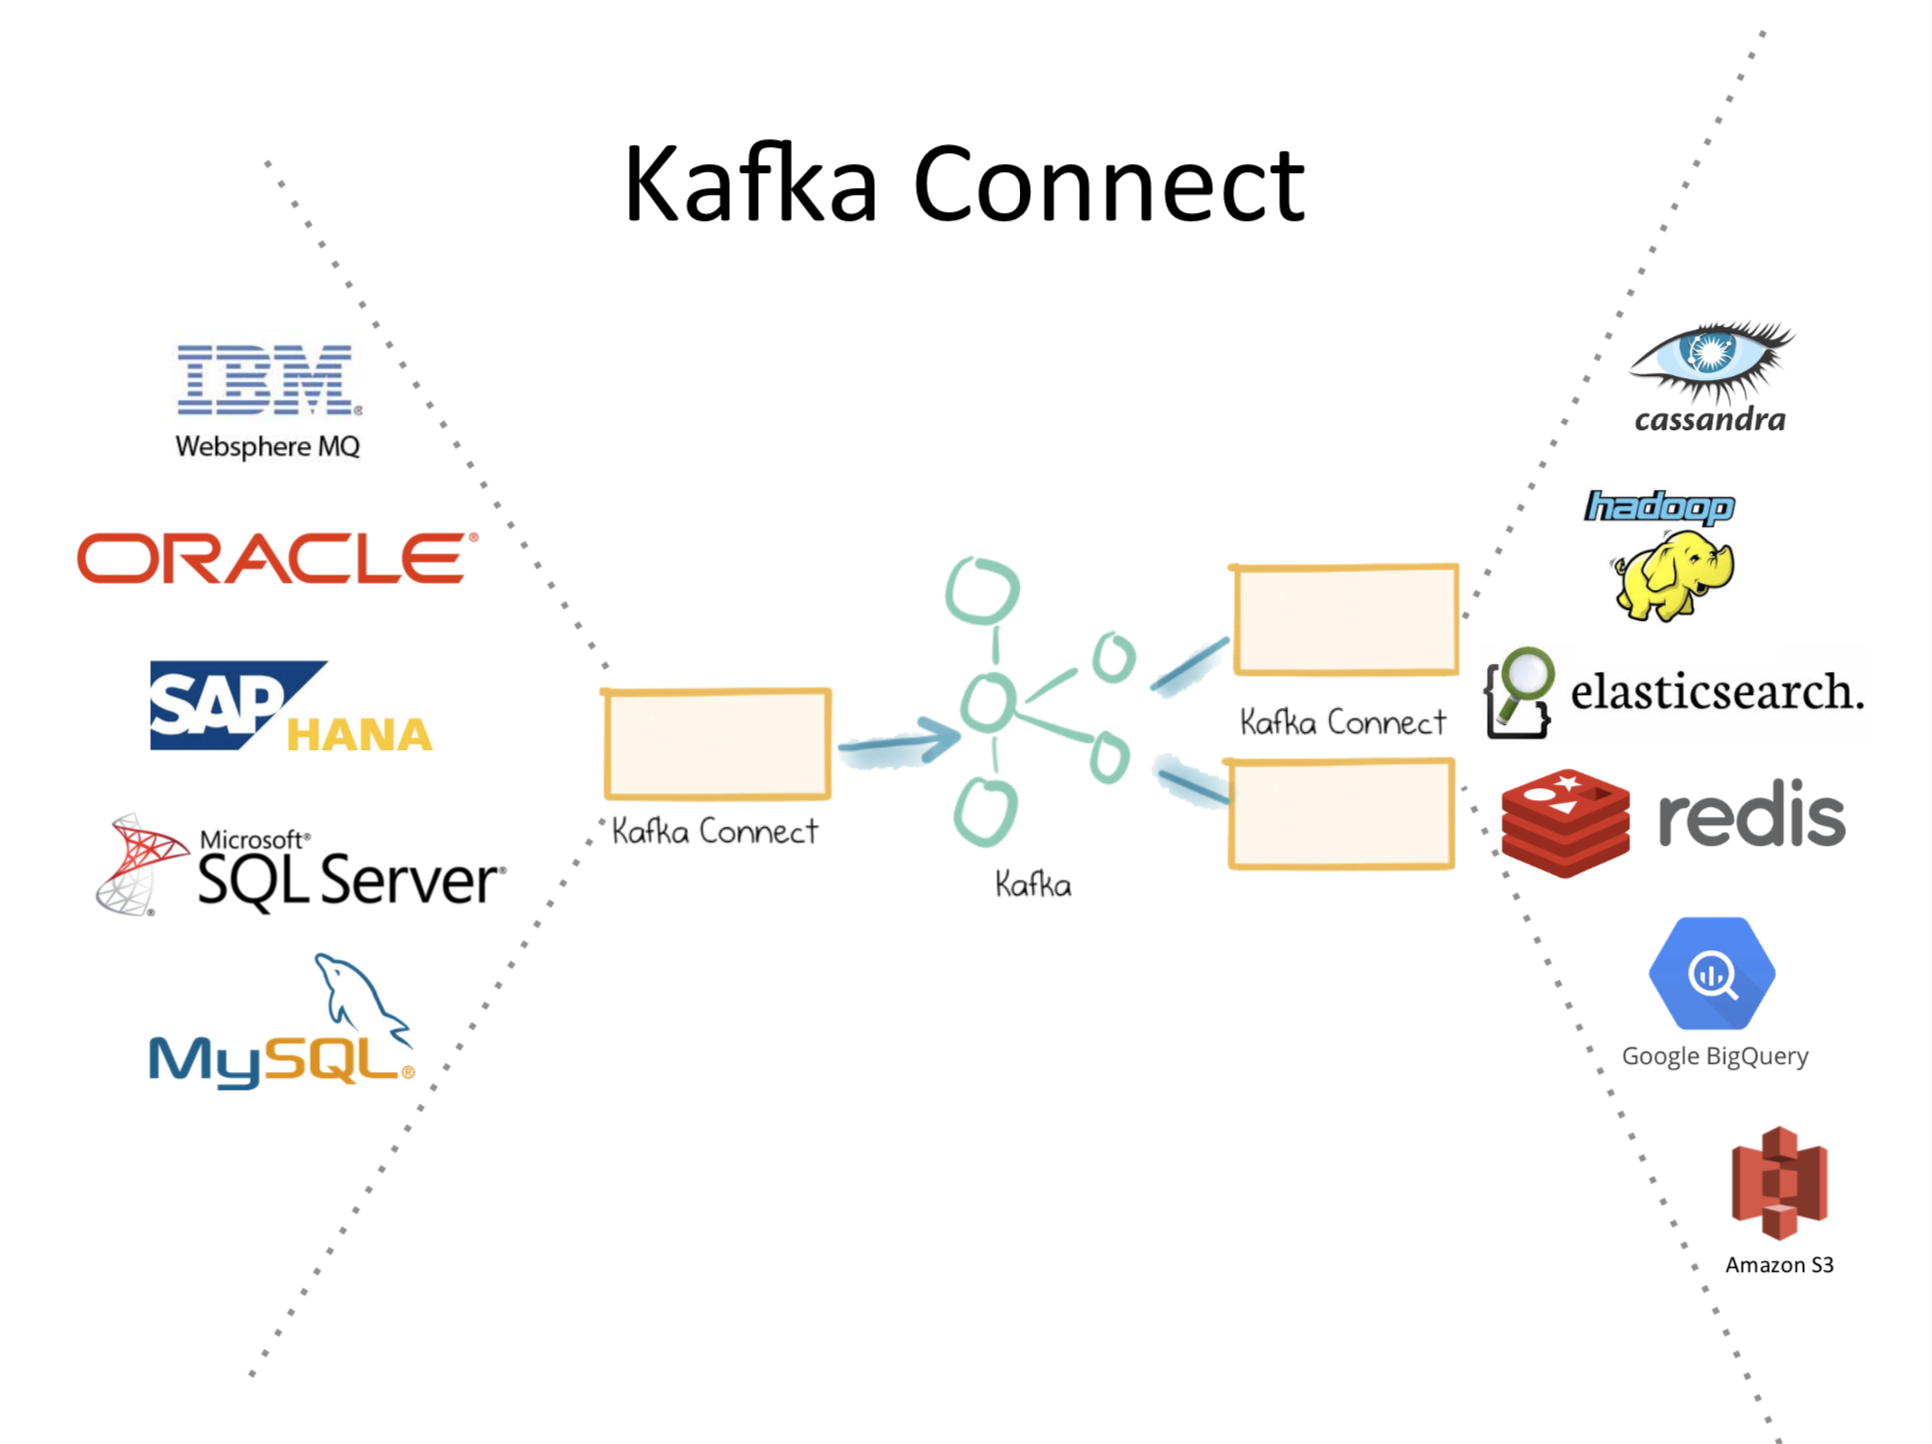 Kafka Connect
IBM®
Websphere MQ
ORACLE®
SAP HANA
Microsoft®
SQL Server®
MySQL®
Kafka Connect
Kafka
Kafka Connect
cassandra
hadoop
elasticsearch.
redis
Google BigQuery
Amazon S3